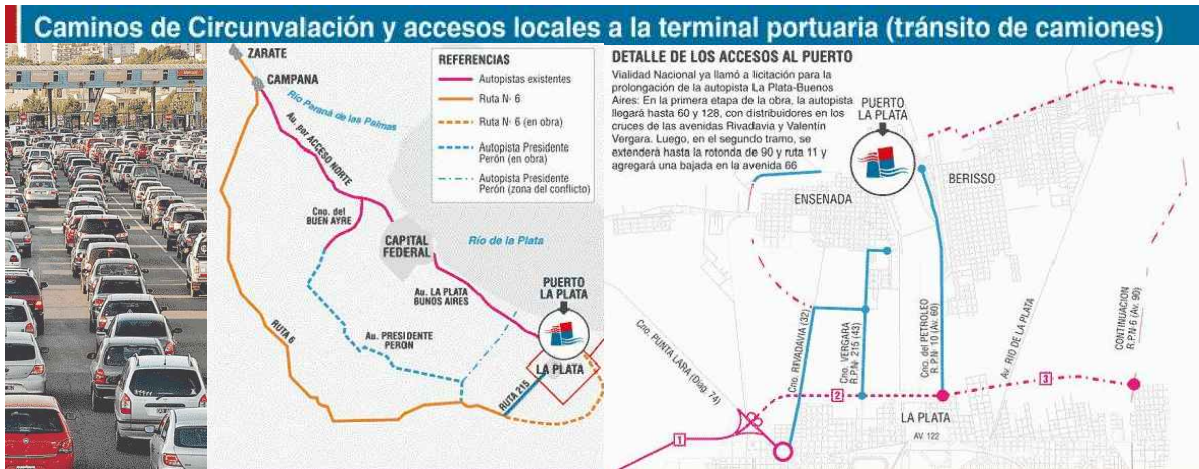 Caminos de Circunvalación y accesos locales a la terminal portuaria (tránsito de camiones)
ZARATE
CAMPANA
Río Paraná de las Palmas
Au. por ACCESO NORTE
Cno. del
BUEN AYRE
CAPITAL
FEDERAL
Río de la Plata
Au. LA PLATA
BUNOS AIRES
PUERTO
LA PLATA
LA PLATA
Au. PRESIDENTE
PERON
RUTA 6
RUTA 215
REFERENCIAS
Autopistas existentes
Ruta N· 6
Ruta N· 6 (en obra)
Autopista Presidente
Perón (en obra)
Autopista Presidente
Perón (zona del conflicto)
DETALLE DE LOS ACCESOS AL PUERTO
Vialidad Nacional ya llamó a licitación para la
prolongación de la autopista La Plata-Buenos
Aires: En la primera etapa de la obra, la autopista
llegará hasta 60 y 128, con distribuidores en los
cruces de las avenidas Rivadavia y Valentín
Vergara. Luego, en el segundo tramo, se
extenderá hasta la rotonda de 90 y ruta 11 y
agregará una bajada en la avenida 66
PUERTO
LA PLATA
BERISSO
ENSENADA
Cno. PUNTA LARA (Diag. 74)
Cno. RIVADAVIA (32)
Cno. VERGARA
R.P.Nº 215 (43)
Cno. del PETROLEO
R.P.Nº 10 (Av. 60)
Av. RIO DE LA PLATA
CONTINUACION
R.P.Nº 6 (Av. 90)
1
2
3
LA PLATA
AV. 122